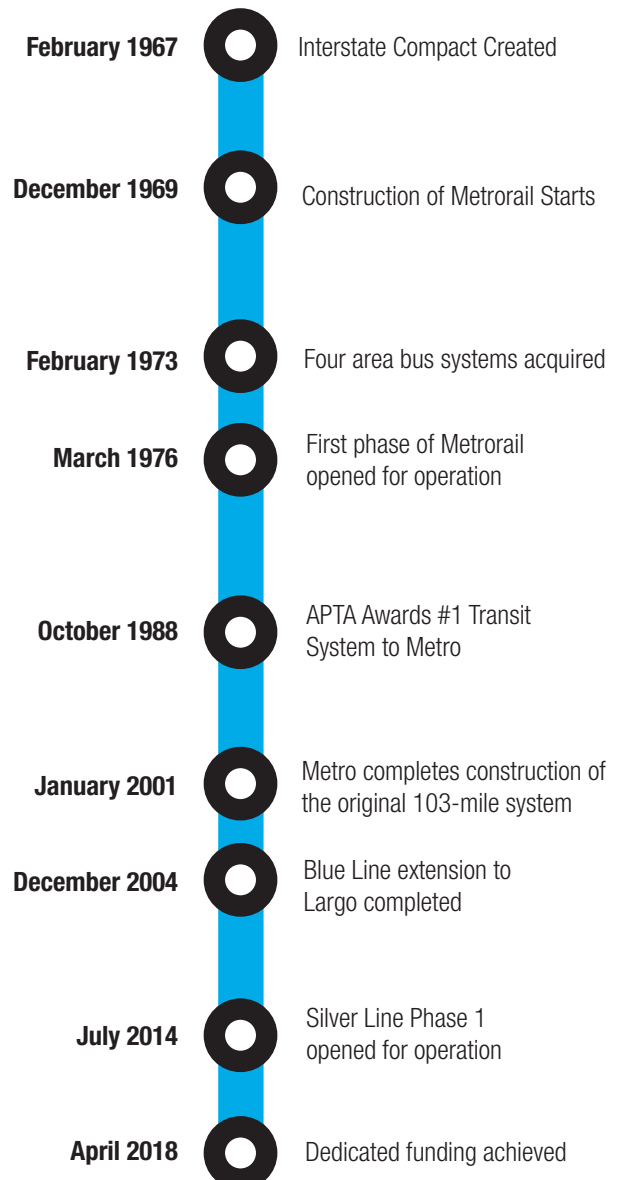 February 1967
Interstate Compact Created
December 1969
Construction of Metrorail Starts
February 1973
Four area bus systems acquired
March 1976
First phase of Metrorail
opened for operation
October 1988
APTA Awards #1 Transit
System to Metro
January 2001
Metro completes construction of
the original 103-mile system
December 2004
Blue Line extension to
Largo completed
July 2014
Silver Line Phase 1
opened for operation
April 2018
Dedicated funding achieved